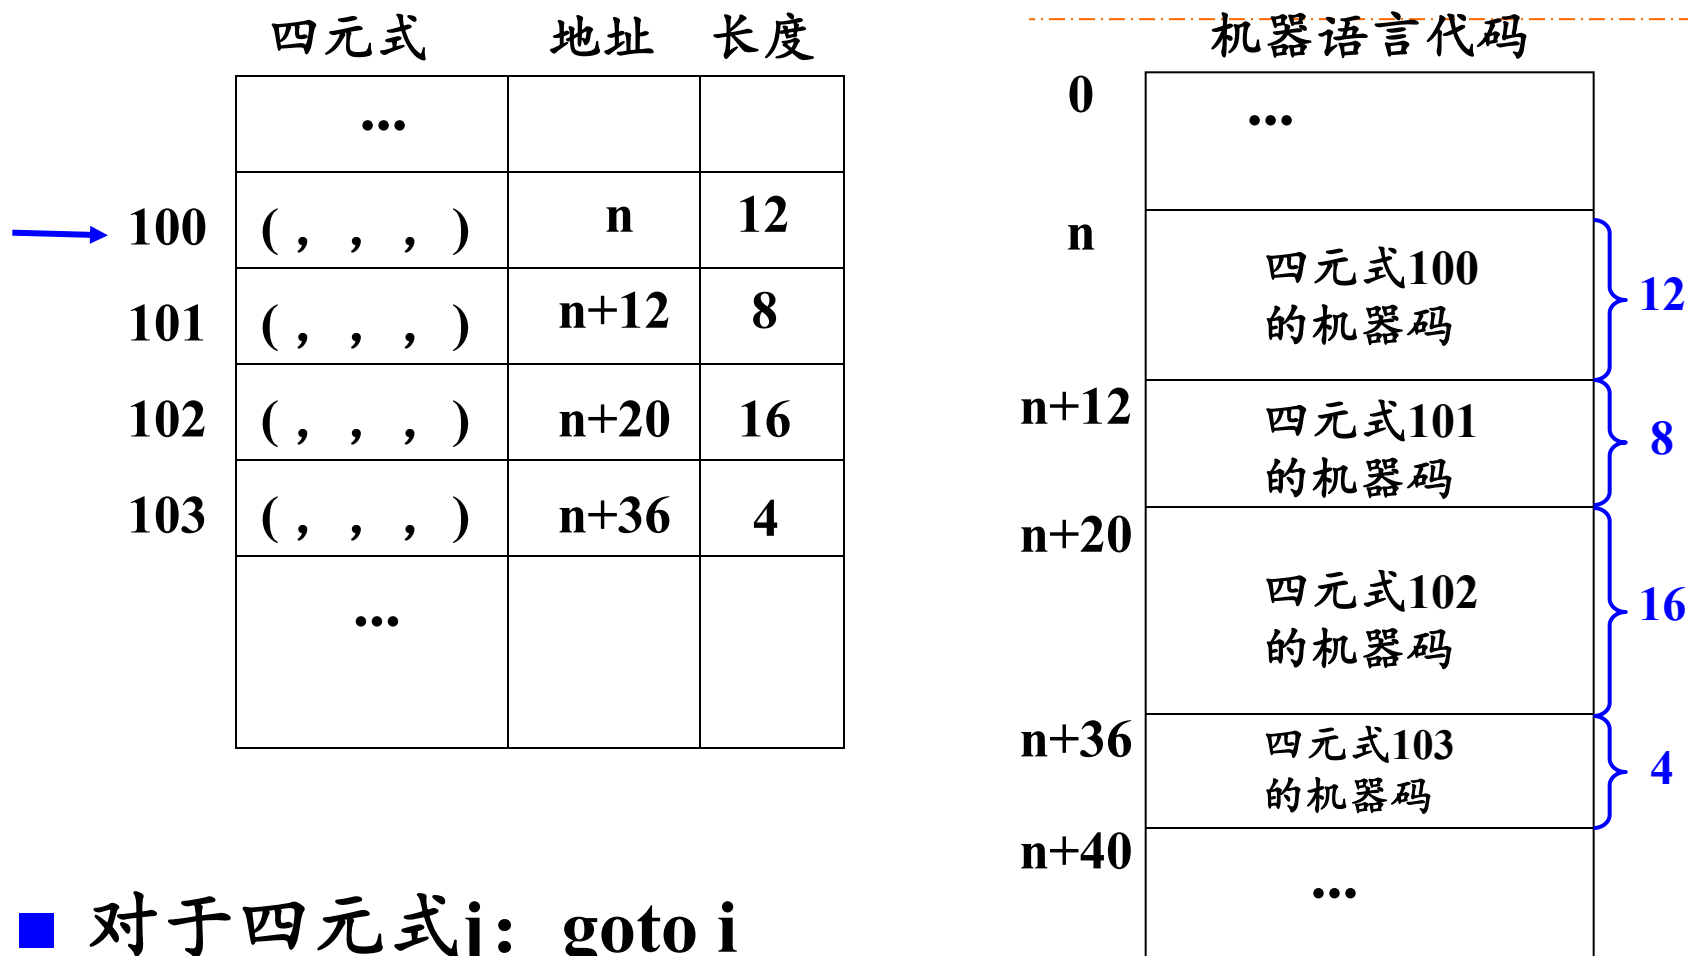 四元式 地址 长度
...
100 ( , , , ) n 12
101 ( , , , ) n+12 8
102 ( , , , ) n+20 16
103 ( , , , ) n+36 4
...
机器语言代码
0 ...
n 四元式100
的机器码 12
n+12 四元式101
的机器码 8
n+20 四元式102
的机器码 16
n+36 四元式103
的机器码 4
n+40 ...
■ 对于四元式j： goto i